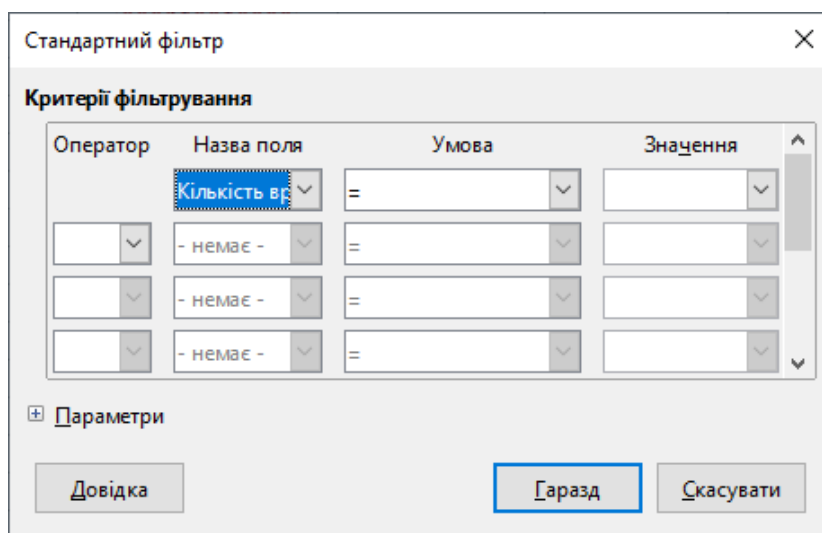 Стандартний фільтр
Критерії фільтрування
Оператор Назва поля Умова Значення
Кількість вр =
- немає - =
- немає - =
- немає - =
Параметри
Довідка Гаразд Скасувати